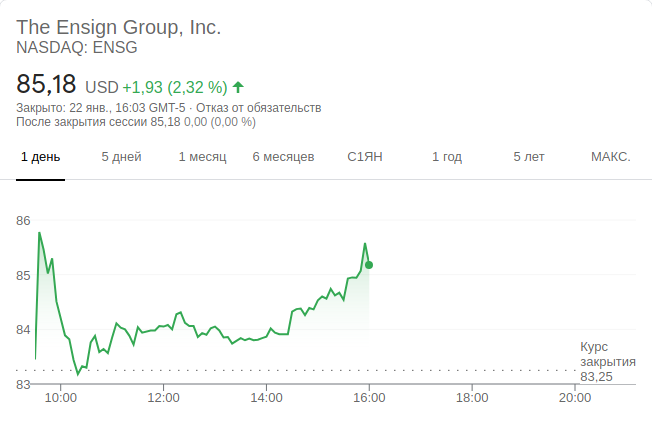 The Ensign Group, Inc.
NASDAQ: ENSG
85,18 USD +1,93 (2,32 %)
Закрыто: 22 янв., 16:03 GMT-5 · Отказ от обязательств
После закрытия сессии 85,18 0,00 (0,00 %)
1 день 5 дней 1 месяц 6 месяцев С1ЯН 1 год 5 лет МАКС.
86
85
84
83
Курс
закрытия
83,25
10:00 12:00 14:00 16:00 18:00 20:00